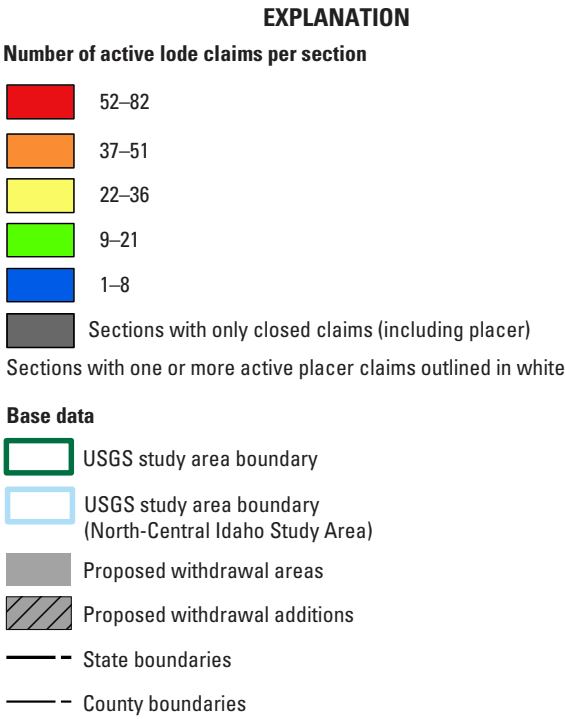 EXPLANATION
Number of active lode claims per section
52–82
37–51
22–36
9–21
1–8
Sections with only closed claims (including placer)
Sections with one or more active placer claims outlined in white
Base data
USGS study area boundary
USGS study area boundary
(North-Central Idaho Study Area)
Proposed withdrawal areas
Proposed withdrawal additions
State boundaries
County boundaries